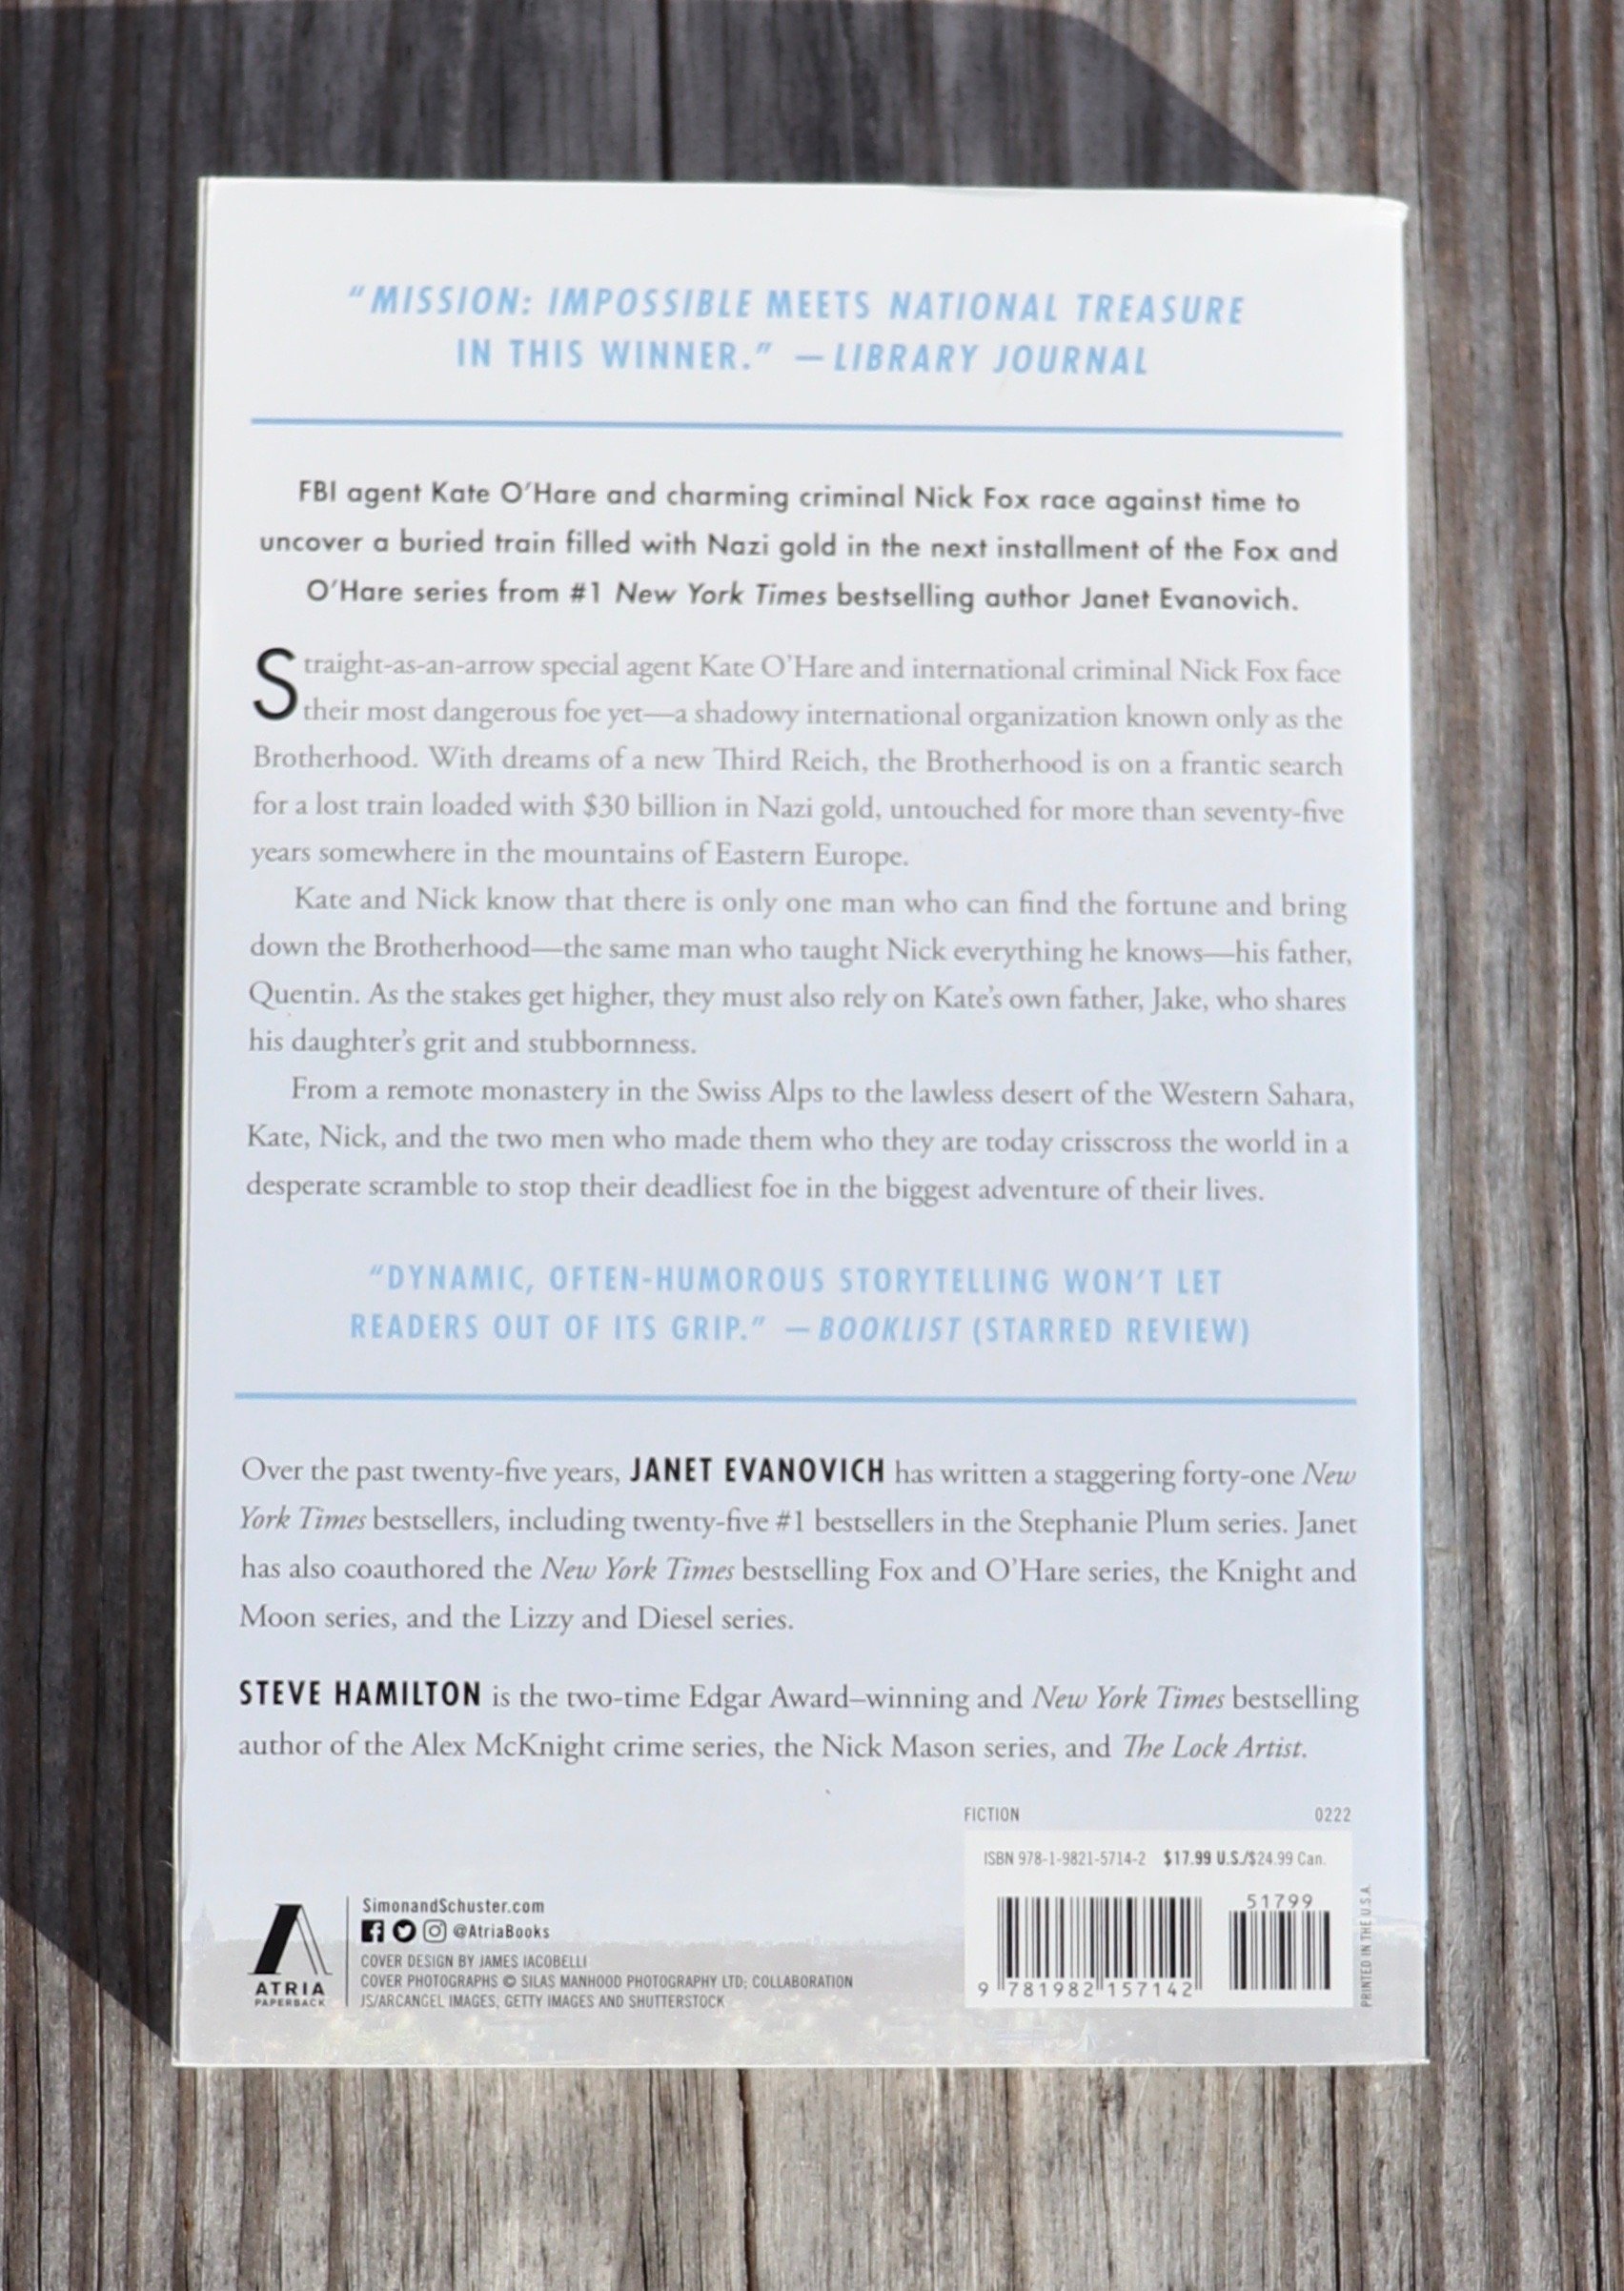 “MISSION: IMPOSSIBLE MEETS NATIONAL TREASURE
IN THIS WINNER.” —LIBRARY JOURNAL
FBI agent Kate O’Hare and charming criminal Nick Fox race against time to
uncover a buried train filled with Nazi gold in the next installment of the Fox and
O’Hare series from #1 New York Times bestselling author Janet Evanovich.
Straight-as-an-arrow special agent Kate O’Hare and international criminal Nick Fox face
their most dangerous foe yet—a shadowy international organization known only as the
Brotherhood. With dreams of a new Third Reich, the Brotherhood is on a frantic search
for a lost train loaded with $30 billion in Nazi gold, untouched for more than seventy-five
years somewhere in the mountains of Eastern Europe.
Kate and Nick know that there is only one man who can find the fortune and bring
down the Brotherhood—the same man who taught Nick everything he knows—his father,
Quentin. As the stakes get higher, they must also rely on Kate’s own father, Jake, who shares
his daughter’s grit and stubbornness.
From a remote monastery in the Swiss Alps to the lawless desert of the Western Sahara,
Kate, Nick, and the two men who made them who they are today crisscross the world in a
desperate scramble to stop their deadliest foe in the biggest adventure of their lives.
“DYNAMIC, OFTEN-HUMOROUS STORYTELLING WON’T LET
READERS OUT OF ITS GRIP.” —BOOKLIST (STARRED REVIEW)
Over the past twenty-five years, JANET EVANOVICH has written a staggering forty-one New
York Times bestsellers, including twenty-five #1 bestsellers in the Stephanie Plum series. Janet
has also coauthored the New York Times bestselling Fox and O’Hare series, the Knight and
Moon series, and the Lizzy and Diesel series.
STEVE HAMILTON is the two-time Edgar Award–winning and New York Times bestselling
author of the Alex McKnight crime series, the Nick Mason series, and The Lock Artist.
FICTION 0222
ISBN 978-1-9821-5714-2 $17.99 U.S./$24.99 Can.
51799
9 781982 157142
PRINTED IN THE U.S.A.
ATRIA
PAPERBACK
SimonandSchuster.com
@AtriaBooks
COVER DESIGN BY JAMES IACOBELLI
COVER PHOTOGRAPHS © SILAS MANHOOD PHOTOGRAPHY LTD; COLLABORATION
JS/ARCANGEL IMAGES, GETTY IMAGES AND SHUTTERSTOCK